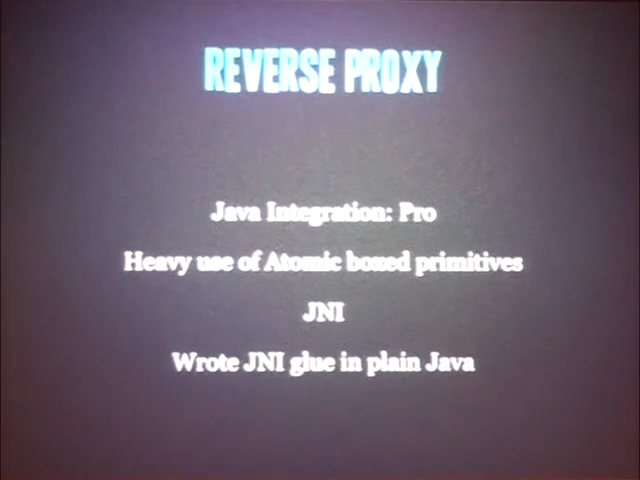 REVERSE PROXY
Java Integration: Pro
Heavy use of Atomic boxed primitives
JNI
Wrote JNI glue in plain Java